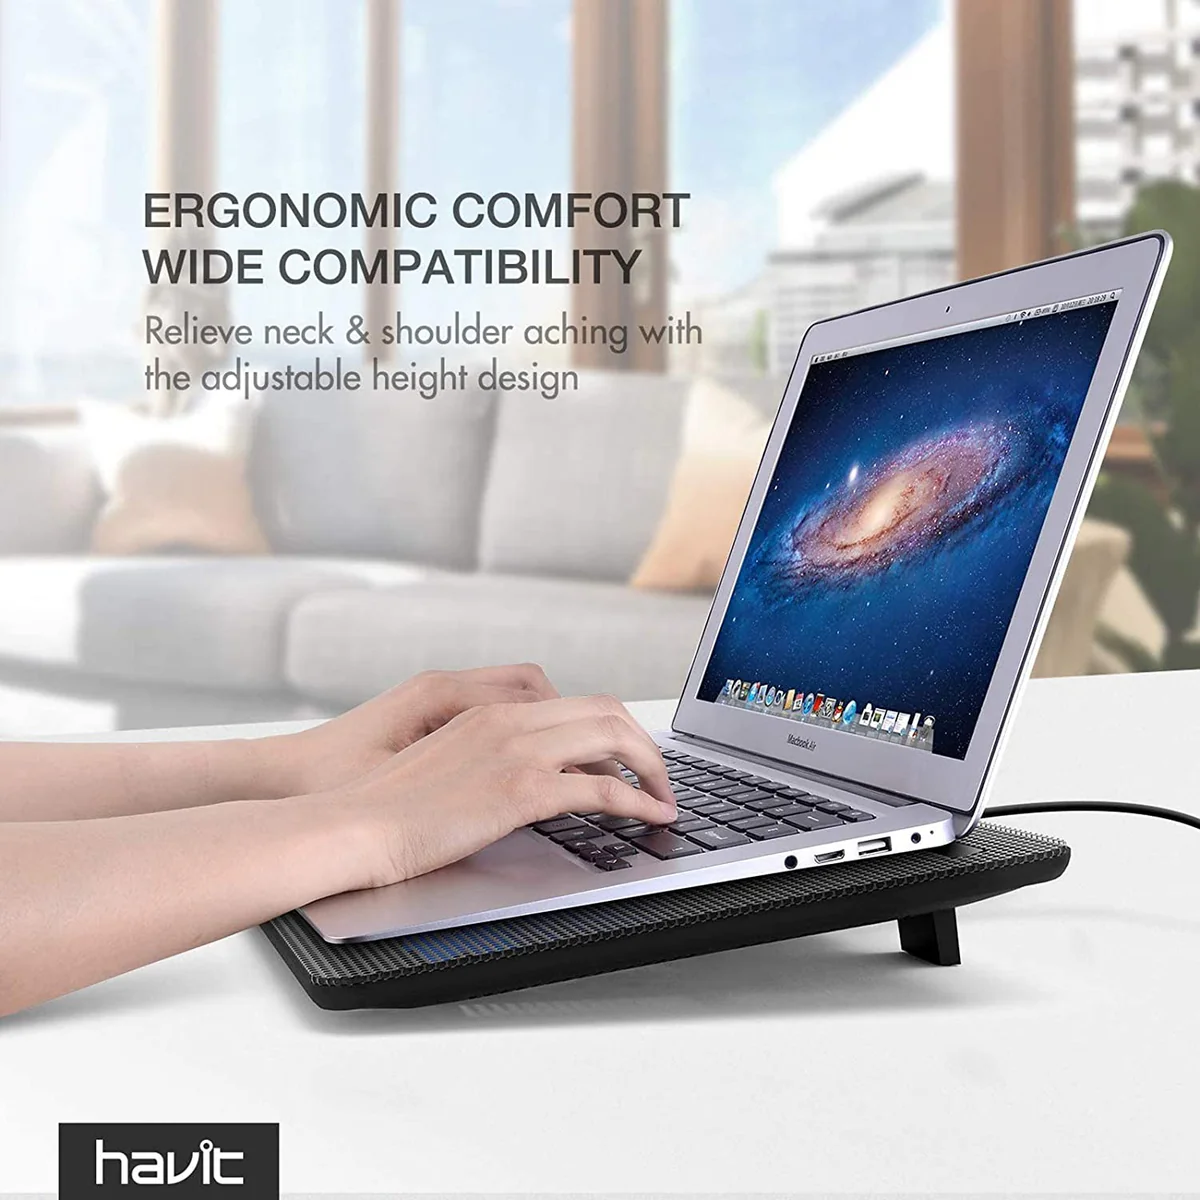 ERGONOMIC COMFORT
WIDE COMPATIBILITY
Relieve neck & shoulder aching with
the adjustable height design
Macbook Air
havit